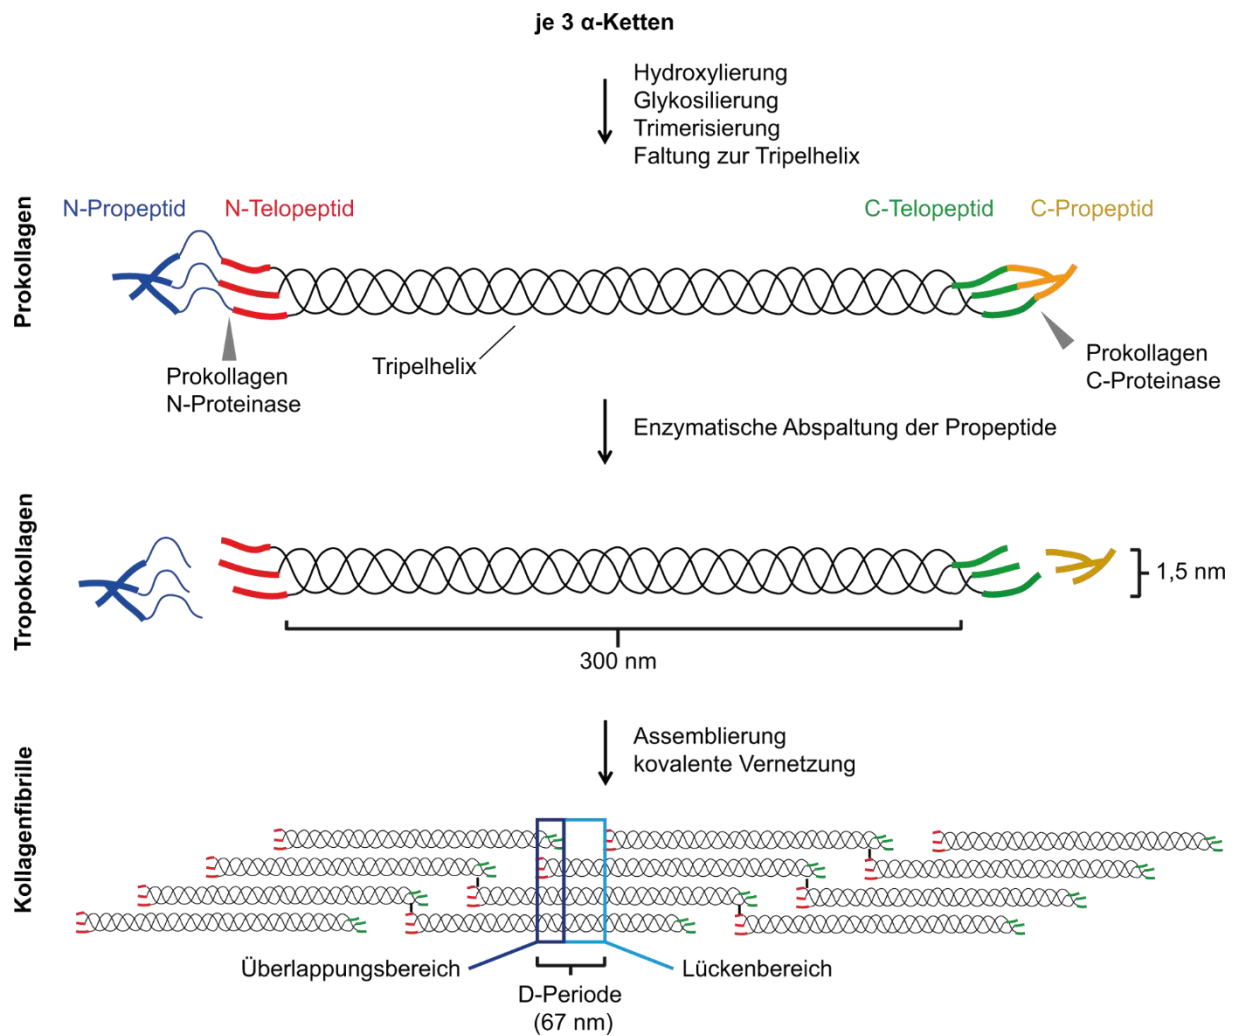 je 3 α-Ketten
Hydroxylierung
Glykosilierung
Trimerisierung
Faltung zur Tripelhelix
Prokollagen
N-Propeptid
N-Telopeptid
C-Telopeptid
C-Propeptid
Tripelhelix
Prokollagen
N-Proteinase
Prokollagen
C-Proteinase
Enzymatische Abspaltung der Propeptide
Tropokollagen
1,5 nm
300 nm
Assemblierung
kovalente Vernetzung
Kollagenfibrille
Überlappungsbereich
Lückenbereich
D-Periode
(67 nm)